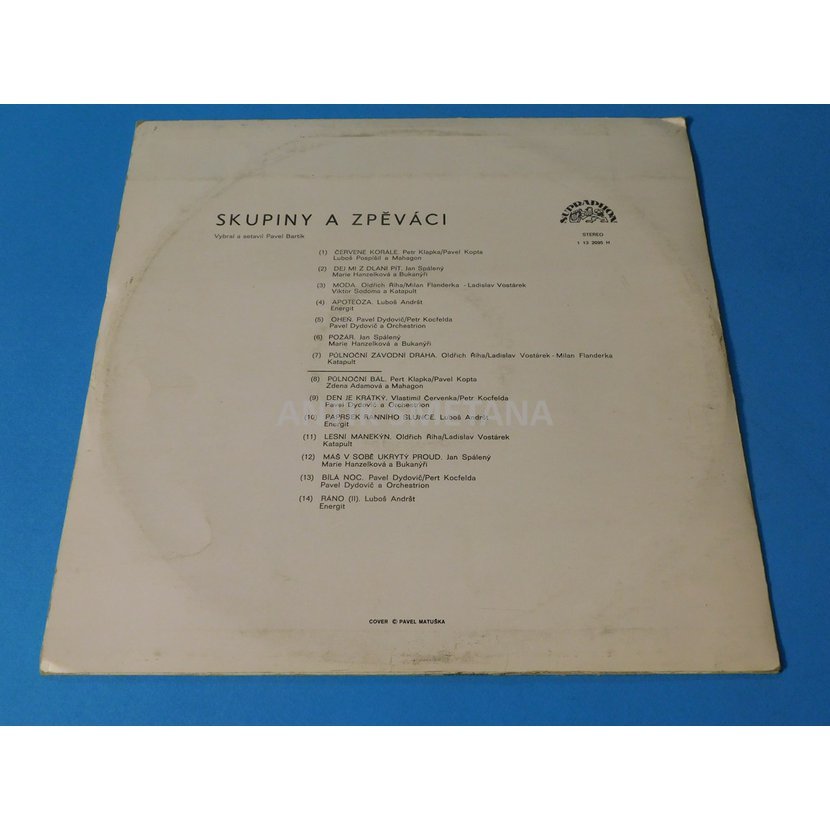 SKUPINY A ZPĚVÁCI
Vybral a sestavil Pavel Bartík
SUPRAPHON
STEREO
1 13 2095 H
(1) ČERVENÉ KORÁLE. Petr Klapka/Pavel Kopta
Luboš Pospíšil a Mahagon
(2) DEJ MI Z DLANÍ PÍT. Jan Spálený
Marie Hanzelková a Bukanýři
(3) MÓDA. Oldřich Říha/Milan Flanderka - Ladislav Vostárek
Viktor Sodoma a Katapult
(4) APOTEÓZA. Luboš Andršt
Energit
(5) OHEŇ. Pavel Dydovič/Petr Kocfelda
Pavel Dydovič a Orchestrion
(6) POŽÁR. Jan Spálený
Marie Hanzelková a Bukanýři
(7) PŮLNOČNÍ ZÁVODNÍ DRÁHA. Oldřich Říha/Ladislav Vostárek - Milan Flanderka
Katapult
(8) PŮLNOČNÍ BÁL. Pert Klapka/Pavel Kopta
Zdena Adamová a Mahagon
(9) DEN JE KRÁTKÝ. Vlastimil Červenka/Petr Kocfelda
Pavel Dydovič a Orchestrion
(10) PAPRSEK RANNÍHO SLUNCE. Luboš Andršt
Energit
(11) LESNÍ MANEKÝN. Oldřich Říha/Ladislav Vostárek
Katapult
(12) MÁŠ V SOBĚ UKRYTÝ PROUD. Jan Spálený
Marie Hanzelková a Bukanýři
(13) BÍLÁ NOC. Pavel Dydovič/Pert Kocfelda
Pavel Dydovič a Orchestrion
(14) RÁNO (II). Luboš Andršt
Energit
COVER © PAVEL MATUŠKA